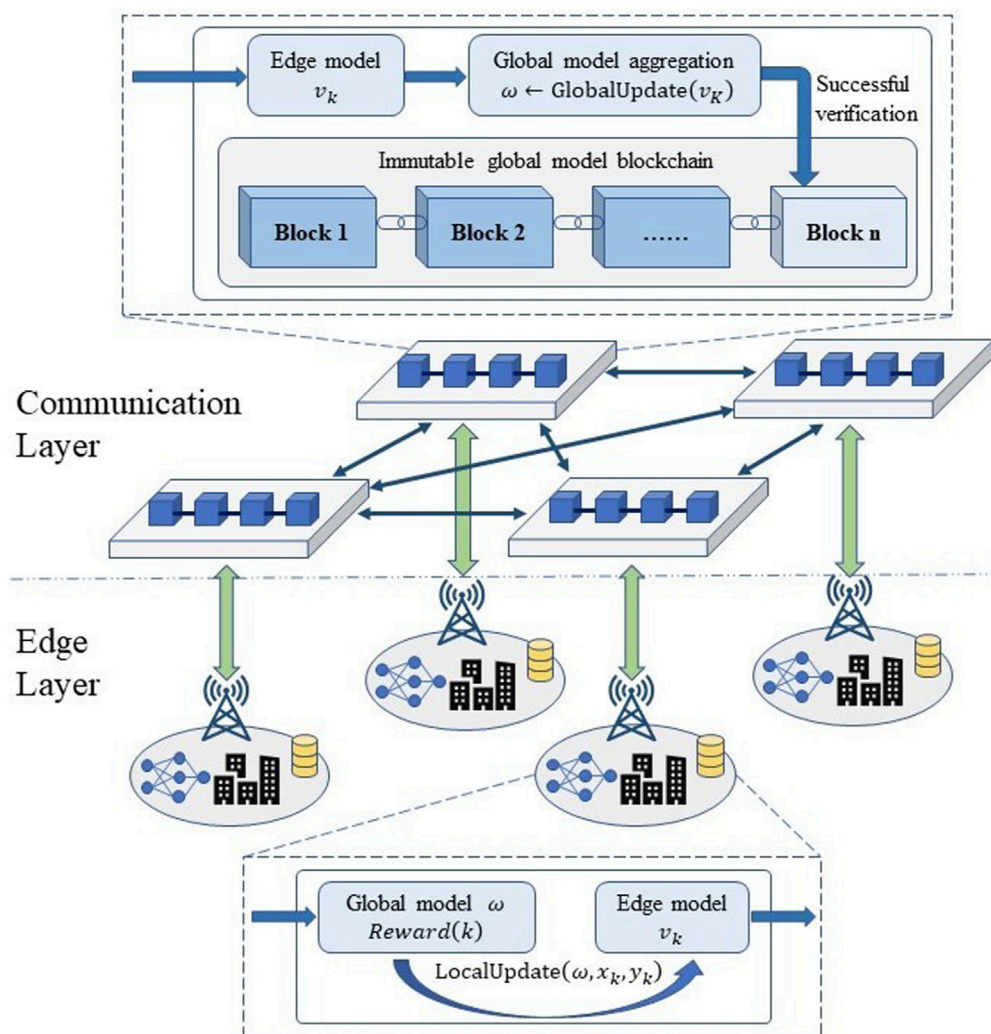 Edge model
v_k
Global model aggregation
ω ← GlobalUpdate(v_K)
Successful
verification
Immutable global model blockchain
Block 1
Block 2
......
Block n
Communication
Layer
Edge
Layer
Global model ω
Reward(k)
Edge model
v_k
LocalUpdate(ω, x_k, y_k)